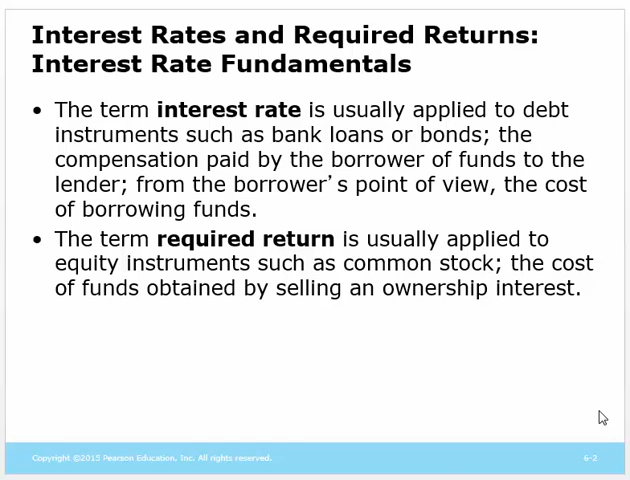 Interest Rates and Required Returns:
Interest Rate Fundamentals
• The term interest rate is usually applied to debt
instruments such as bank loans or bonds; the
compensation paid by the borrower of funds to the
lender; from the borrower’s point of view, the cost
of borrowing funds.
• The term required return is usually applied to
equity instruments such as common stock; the cost
of funds obtained by selling an ownership interest.
Copyright ©2015 Pearson Education, Inc. All rights reserved.
6-2